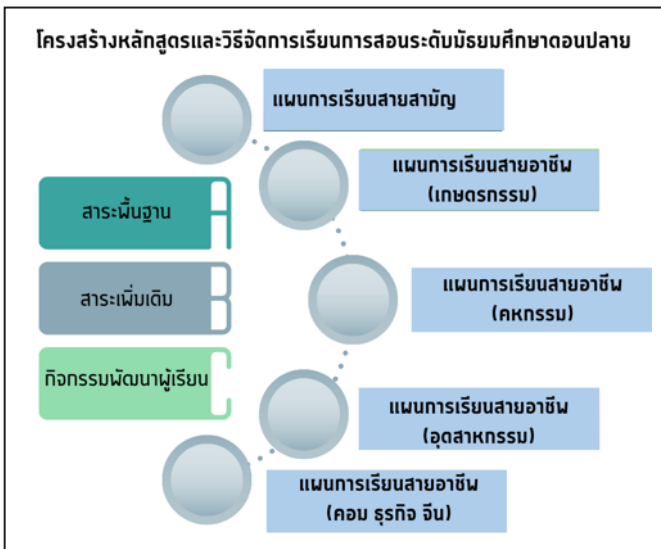 โครงสร้างหลักสูตรและวิธีจัดการเรียนการสอนระดับมัธยมศึกษาตอนปลาย
แผนการเรียนสายสามัญ
แผนการเรียนสายอาชีพ
(เกษตรกรรม)
สาระพื้นฐาน
A
สาระเพิ่มเติม
B
แผนการเรียนสายอาชีพ
(คหกรรม)
กิจกรรมพัฒนาผู้เรียน
C
แผนการเรียนสายอาชีพ
(อุตสาหกรรม)
แผนการเรียนสายอาชีพ
(คอม ธุรกิจ จีน)